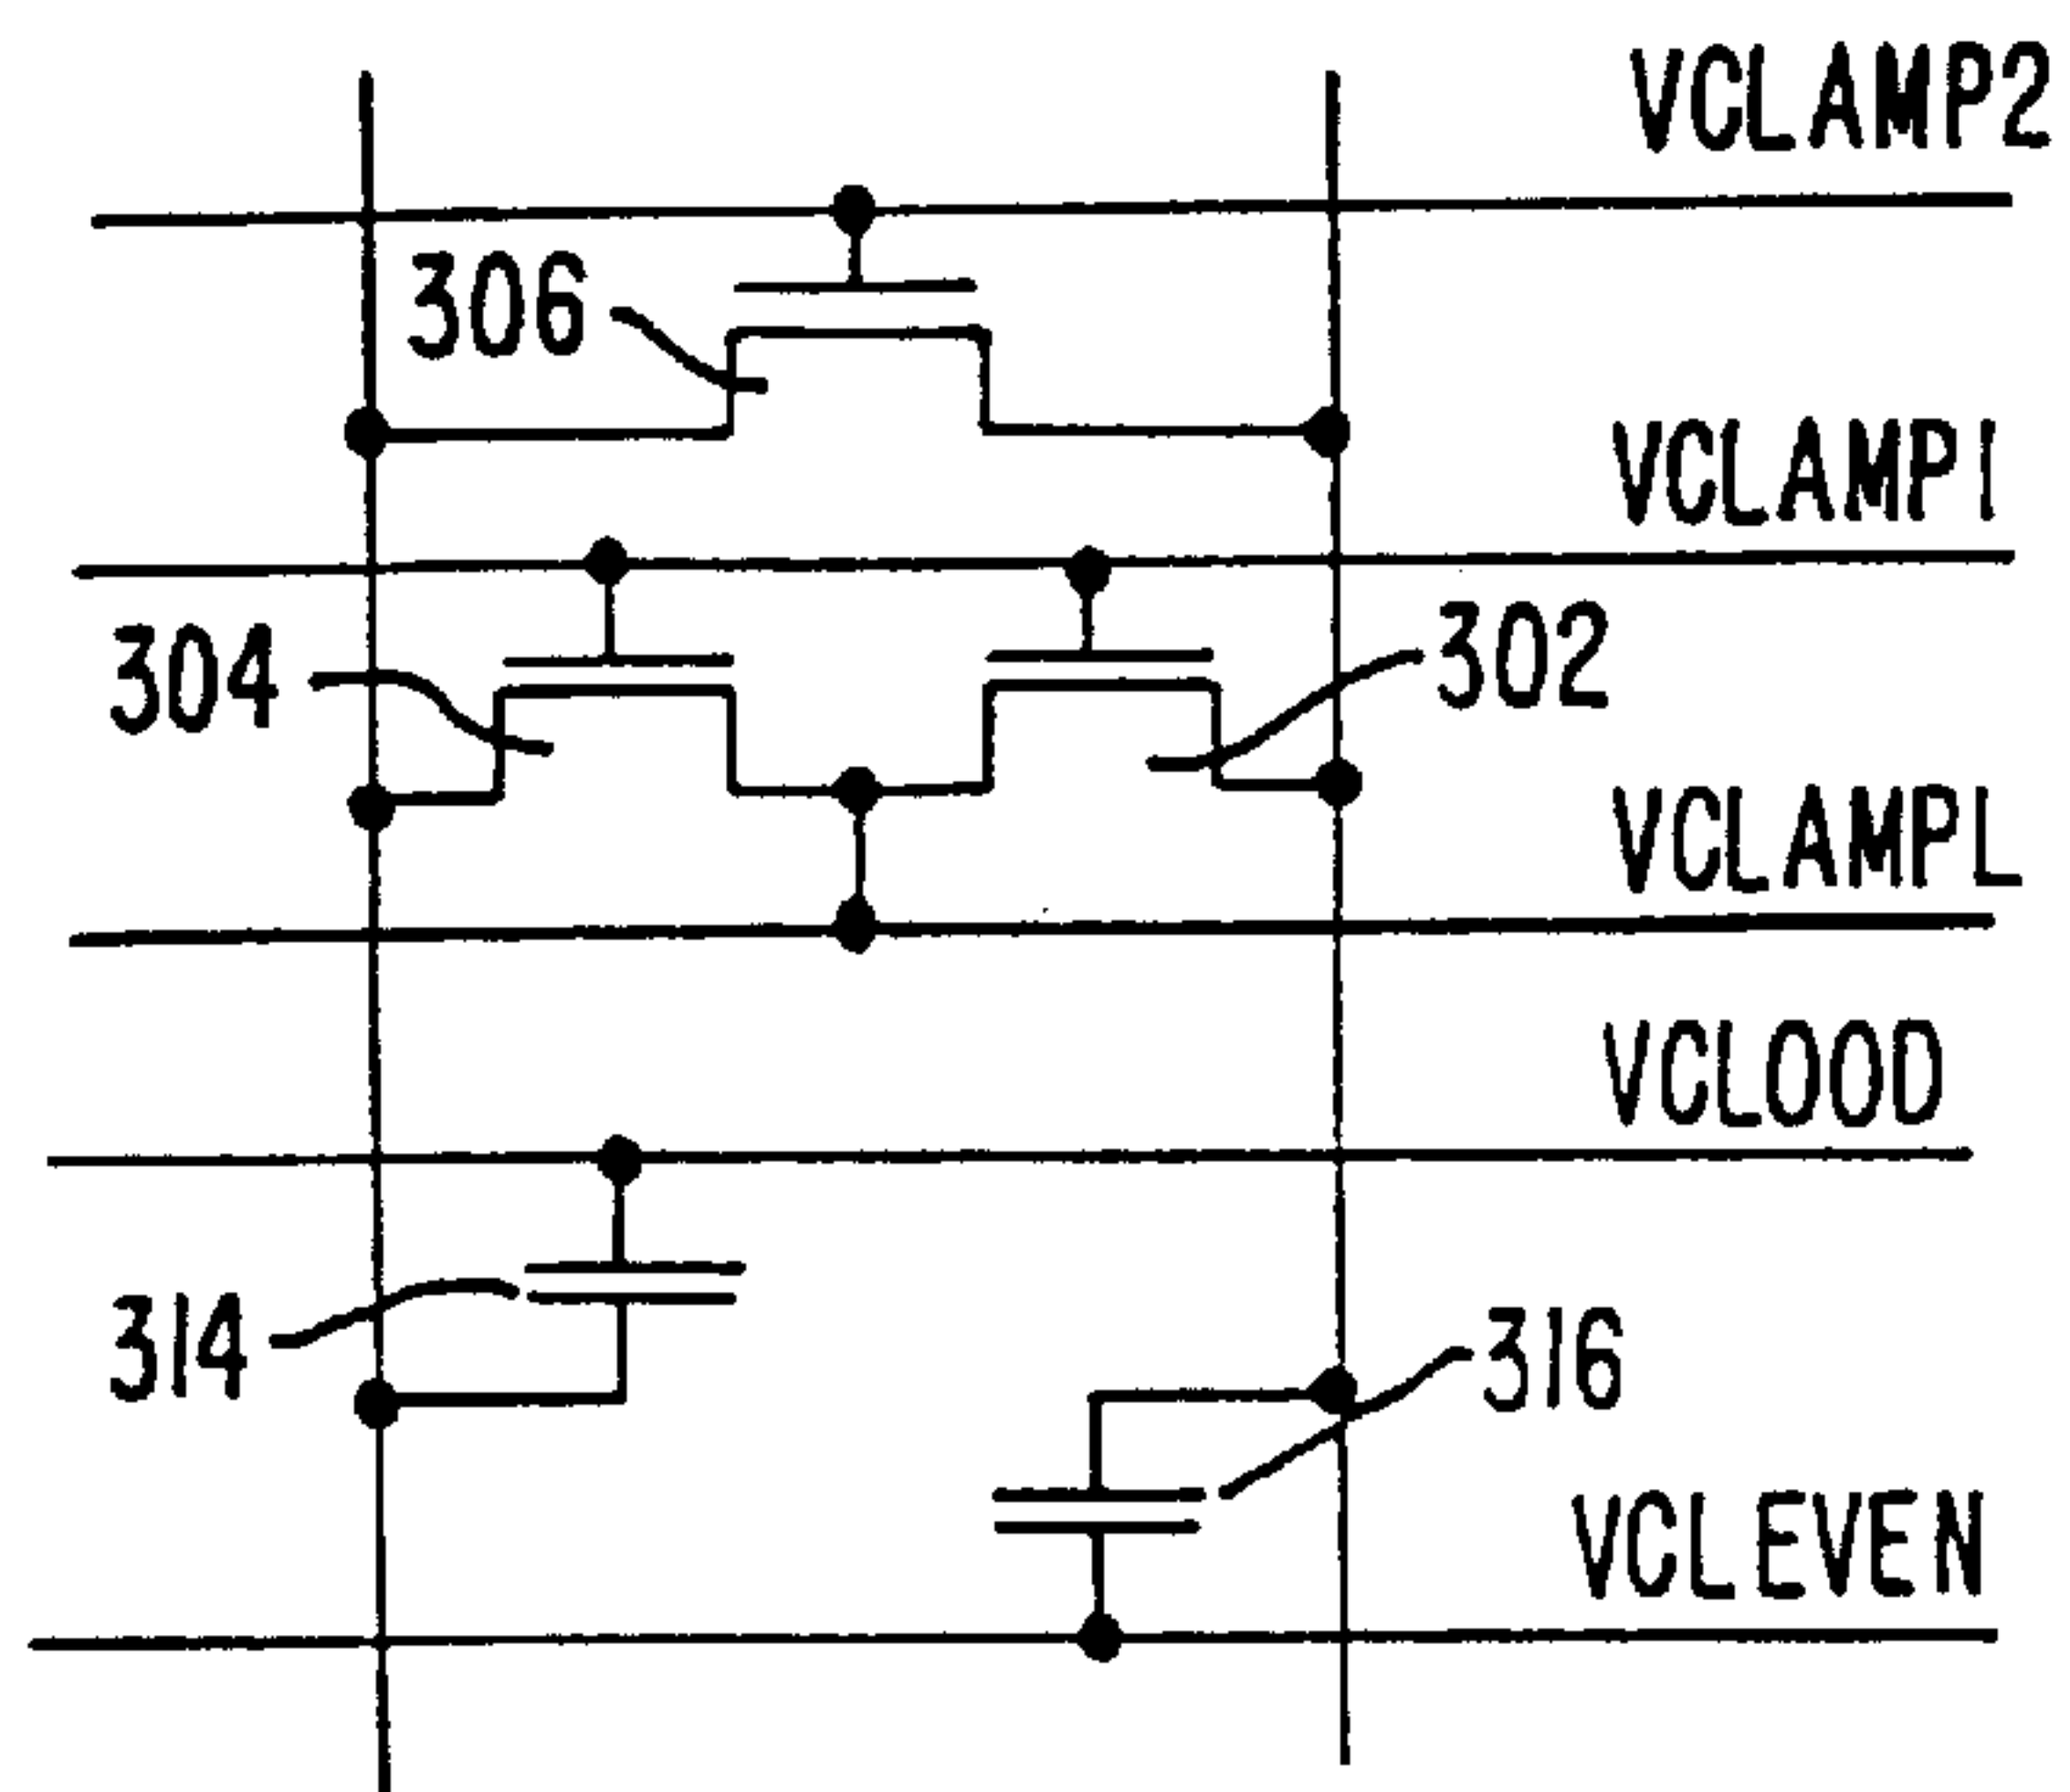 VCLAMP2
306
VCLAMP1
304
302
VCLAMPL
VCLOOD
314
316
VCLEVEN